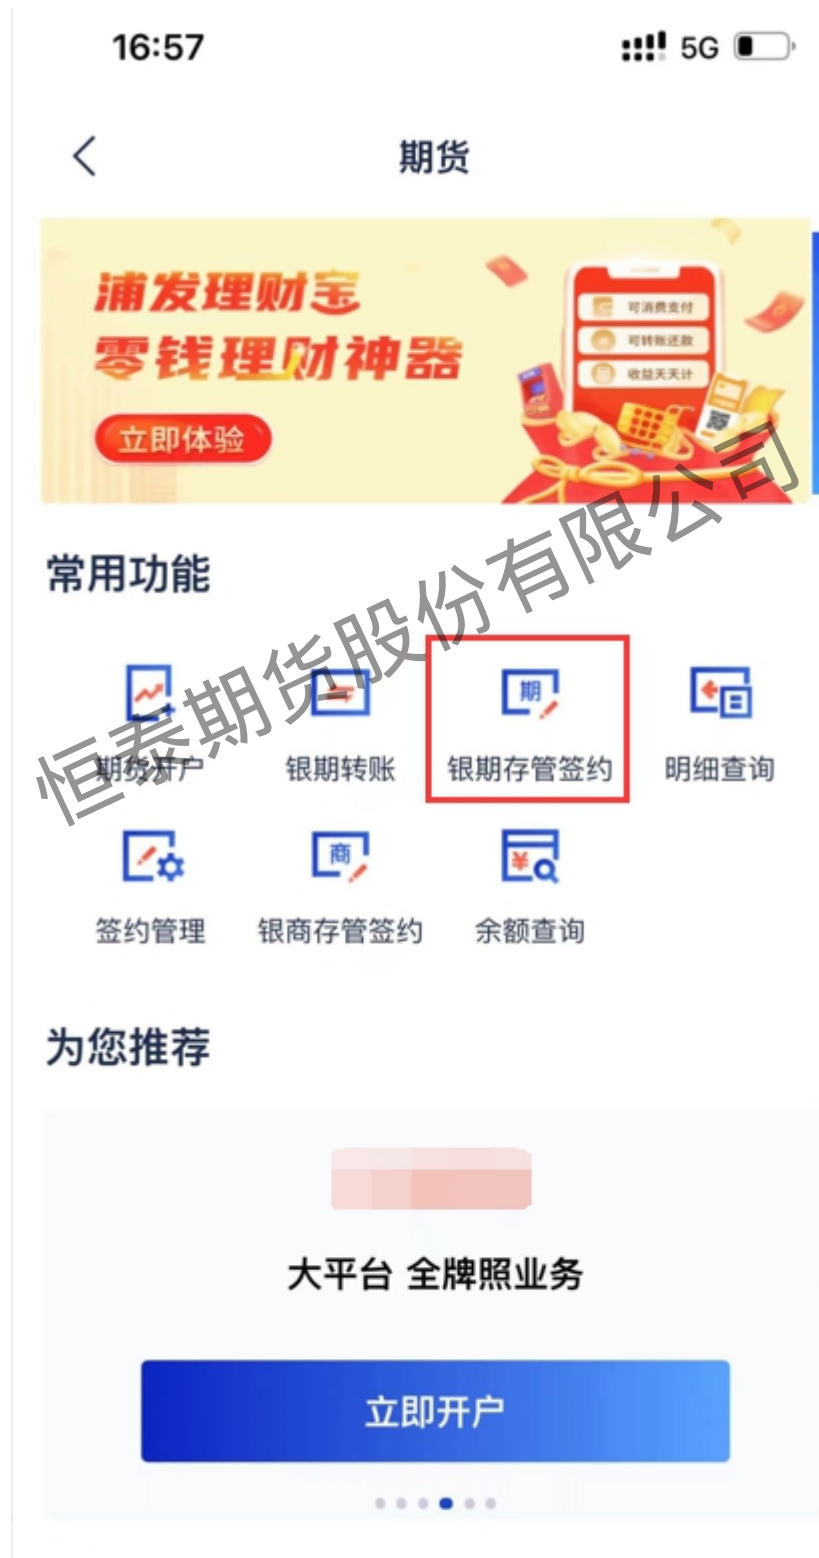 16:57
5G
期货
浦发理财宝
零钱理财神器
立即体验
可消费支付
可转账还款
收益天天计
恒泰期货股份有限公司
常用功能
期货开户
银期转账
期
银期存管签约
明细查询
签约管理
商
银商存管签约
¥
余额查询
为您推荐
大平台 全牌照业务
立即开户